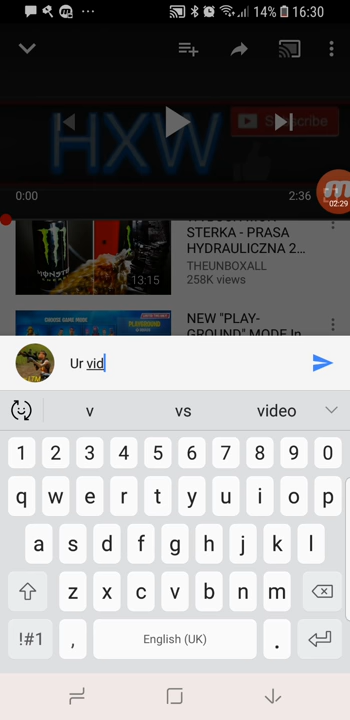 14% 16:30
HXW
Subscribe
0:00
2:36
02:29
STERKA - PRASA
HYDRAULICZNA 2...
THEUNBOXALL
258K views
MONSTER
13:15
NEW "PLAY-
GROUND" MODE In
Ur vid
v vs video
1 2 3 4 5 6 7 8 9 0
q w e r t y u i o p
a s d f g h j k l
z x c v b n m
!#1 , English (UK) .